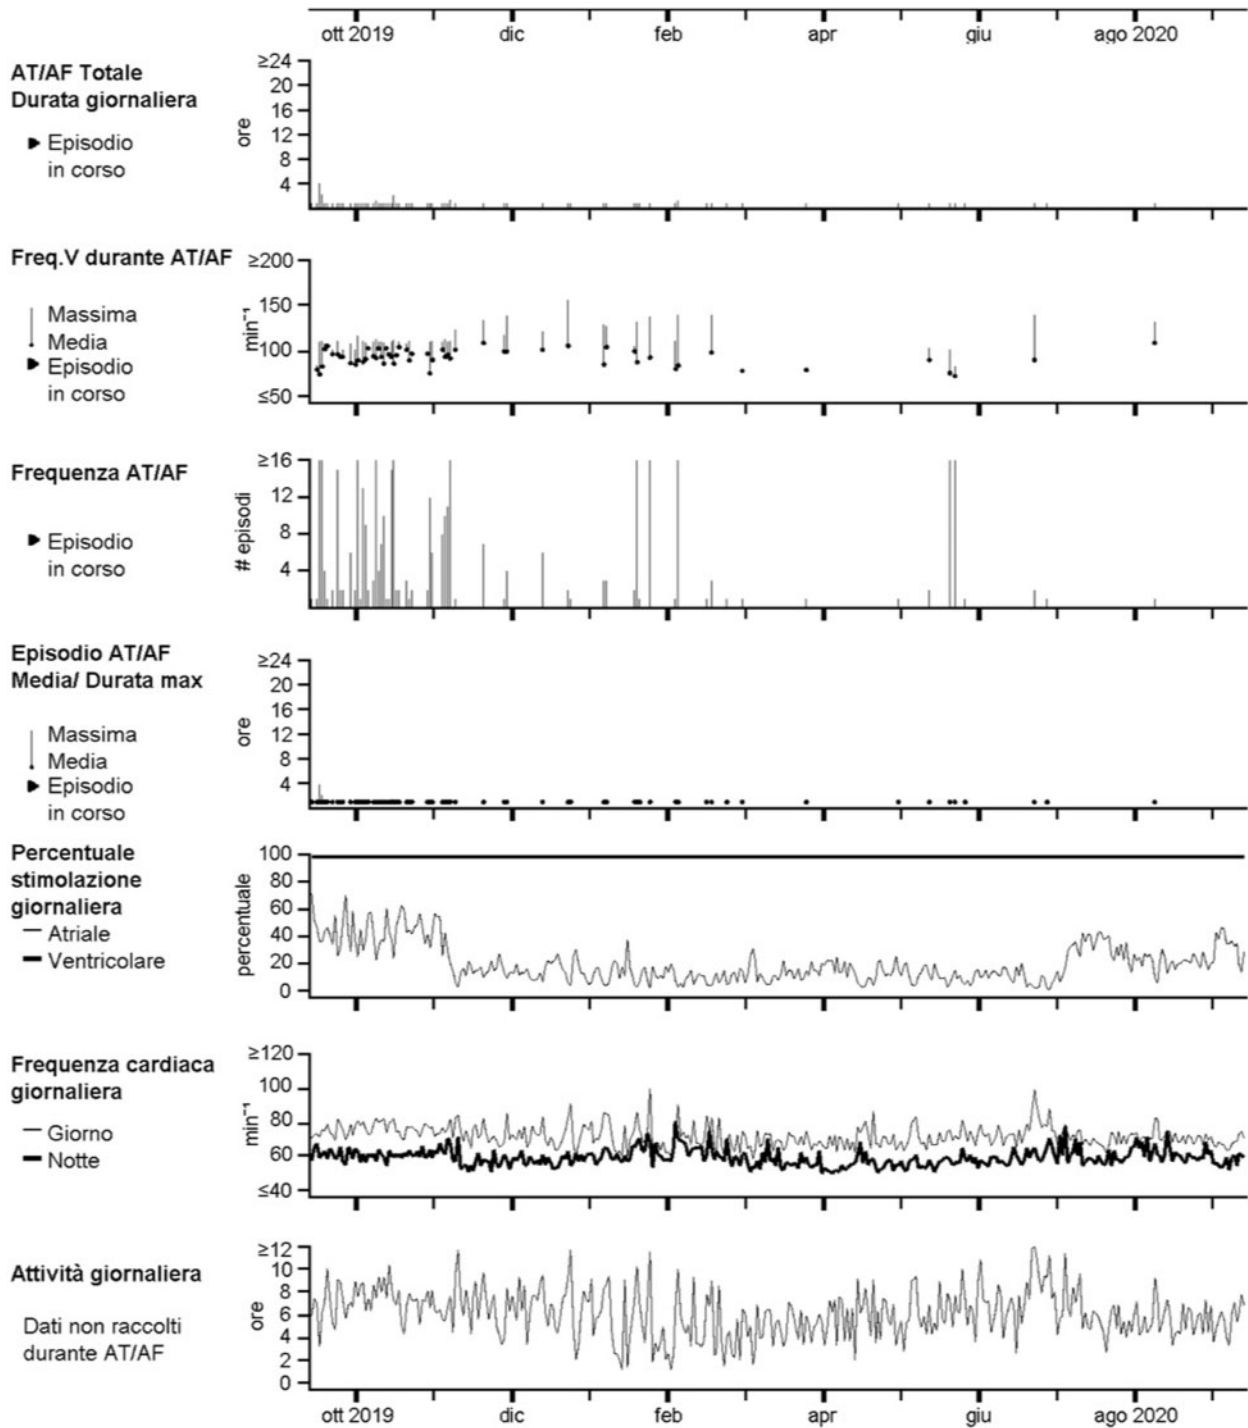 ott 2019 dic feb apr giu ago 2020
AT/AF Totale
Durata giornaliera
Episodio
in corso
ore
≥24
20
16
12
8
4
Freq.V durante AT/AF
Massima
Media
Episodio
in corso
min⁻¹
≥200
150
100
≤50
Frequenza AT/AF
Episodio
in corso
# episodi
≥16
12
8
4
Episodio AT/AF
Media/ Durata max
Massima
Media
Episodio
in corso
ore
≥24
20
16
12
8
4
Percentuale
stimolazione
giornaliera
Atriale
Ventricolare
percentuale
100
80
60
40
20
0
Frequenza cardiaca
giornaliera
Giorno
Notte
min⁻¹
≥120
100
80
60
≤40
Attività giornaliera
Dati non raccolti
durante AT/AF
ore
≥12
10
8
6
4
2
0
ott 2019 dic feb apr giu ago 2020